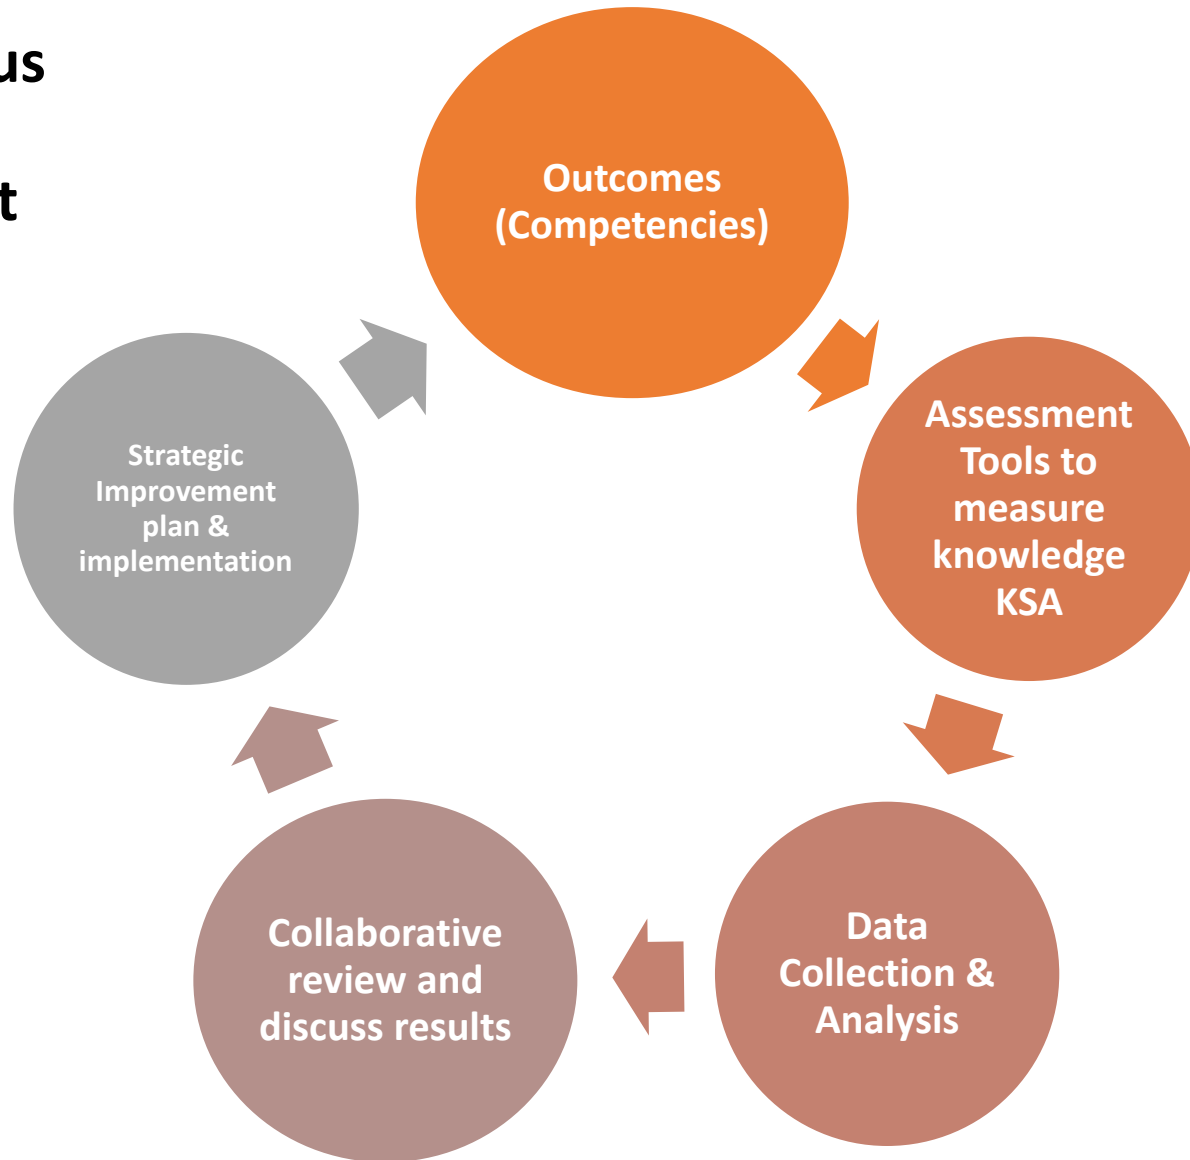 us
t
Outcomes
(Competencies)
Assessment
Tools to
measure
knowledge
KSA
Data
Collection &
Analysis
Collaborative
review and
discuss results
Strategic
Improvement
plan &
implementation